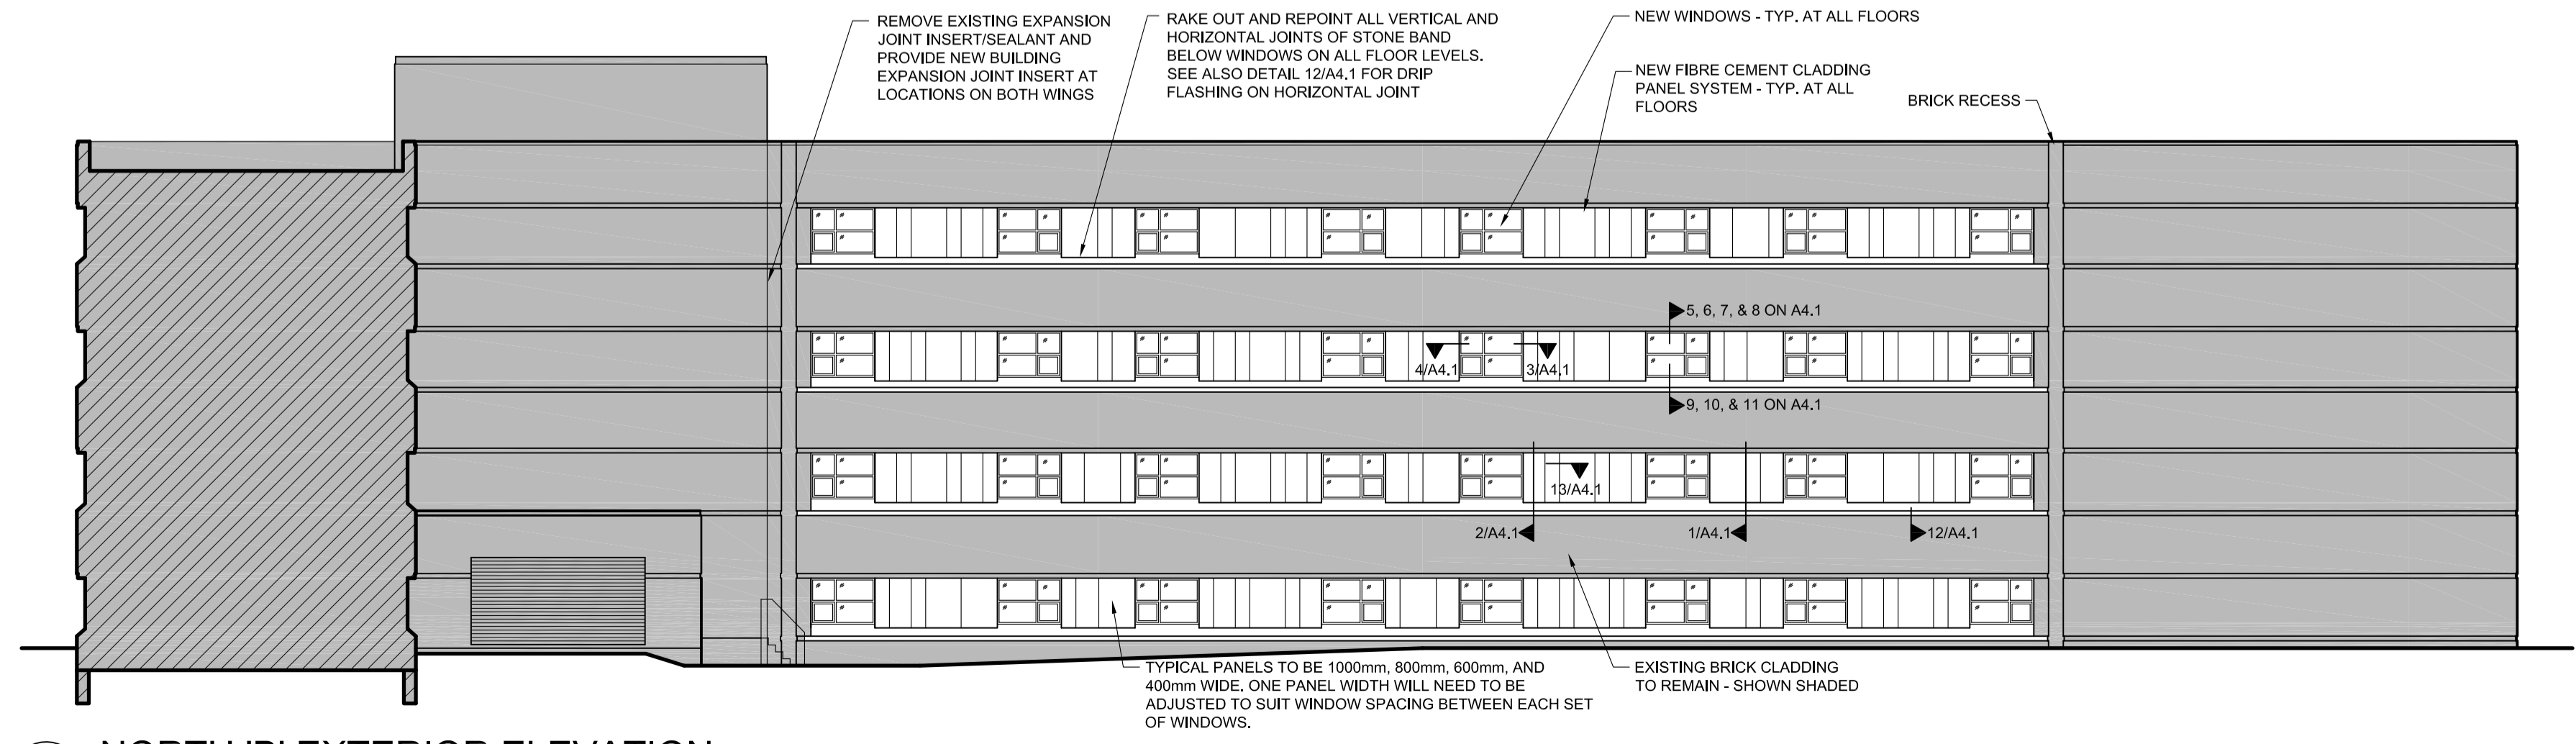 REMOVE EXISTING EXPANSION
JOINT INSERT/SEALANT AND
PROVIDE NEW BUILDING
EXPANSION JOINT INSERT AT
LOCATIONS ON BOTH WINGS
RAKE OUT AND REPOINT ALL VERTICAL AND
HORIZONTAL JOINTS OF STONE BAND
BELOW WINDOWS ON ALL FLOOR LEVELS.
SEE ALSO DETAIL 12/A4.1 FOR DRIP
FLASHING ON HORIZONTAL JOINT
NEW WINDOWS - TYP. AT ALL FLOORS
NEW FIBRE CEMENT CLADDING
PANEL SYSTEM - TYP. AT ALL
FLOORS
BRICK RECESS
5, 6, 7, & 8 ON A4.1
4/A4.1
3/A4.1
9, 10, & 11 ON A4.1
13/A4.1
2/A4.1
1/A4.1
12/A4.1
TYPICAL PANELS TO BE 1000mm, 800mm, 600mm, AND
400mm WIDE. ONE PANEL WIDTH WILL NEED TO BE
ADJUSTED TO SUIT WINDOW SPACING BETWEEN EACH SET
OF WINDOWS.
EXISTING BRICK CLADDING
TO REMAIN - SHOWN SHADED
EXTERIOR ELEVATION